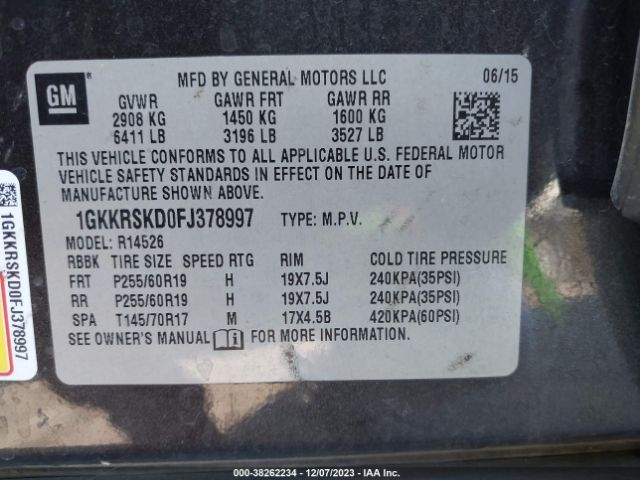 GM
®
MFD BY GENERAL MOTORS LLC 06/15
GVWR GAWR FRT GAWR RR
2908 KG 1450 KG 1600 KG
6411 LB 3196 LB 3527 LB
THIS VEHICLE CONFORMS TO ALL APPLICABLE U.S. FEDERAL MOTOR
VEHICLE SAFETY STANDARDS IN EFFECT ON THE DATE OF
MANUFACTURE SHOWN ABOVE.
1GKKRSKD0FJ378997 TYPE: M.P.V.
MODEL: R14526
RBBK TIRE SIZE SPEED RTG RIM COLD TIRE PRESSURE
FRT P255/60R19 H 19X7.5J 240KPA(35PSI)
RR P255/60R19 H 19X7.5J 240KPA(35PSI)
SPA T145/70R17 M 17X4.5B 420KPA(60PSI)
SEE OWNER'S MANUAL FOR MORE INFORMATION.
1GKKRSKD0FJ378997
000-38262234 - 12/07/2023 - IAA Inc.